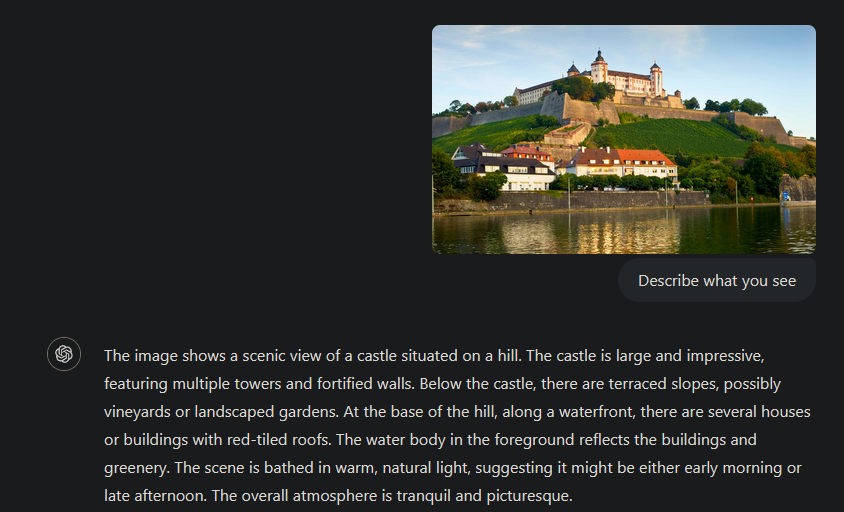 Describe what you see
The image shows a scenic view of a castle situated on a hill. The castle is large and impressive,
featuring multiple towers and fortified walls. Below the castle, there are terraced slopes, possibly
vineyards or landscaped gardens. At the base of the hill, along a waterfront, there are several houses
or buildings with red-tiled roofs. The water body in the foreground reflects the buildings and
greenery. The scene is bathed in warm, natural light, suggesting it might be either early morning or
late afternoon. The overall atmosphere is tranquil and picturesque.